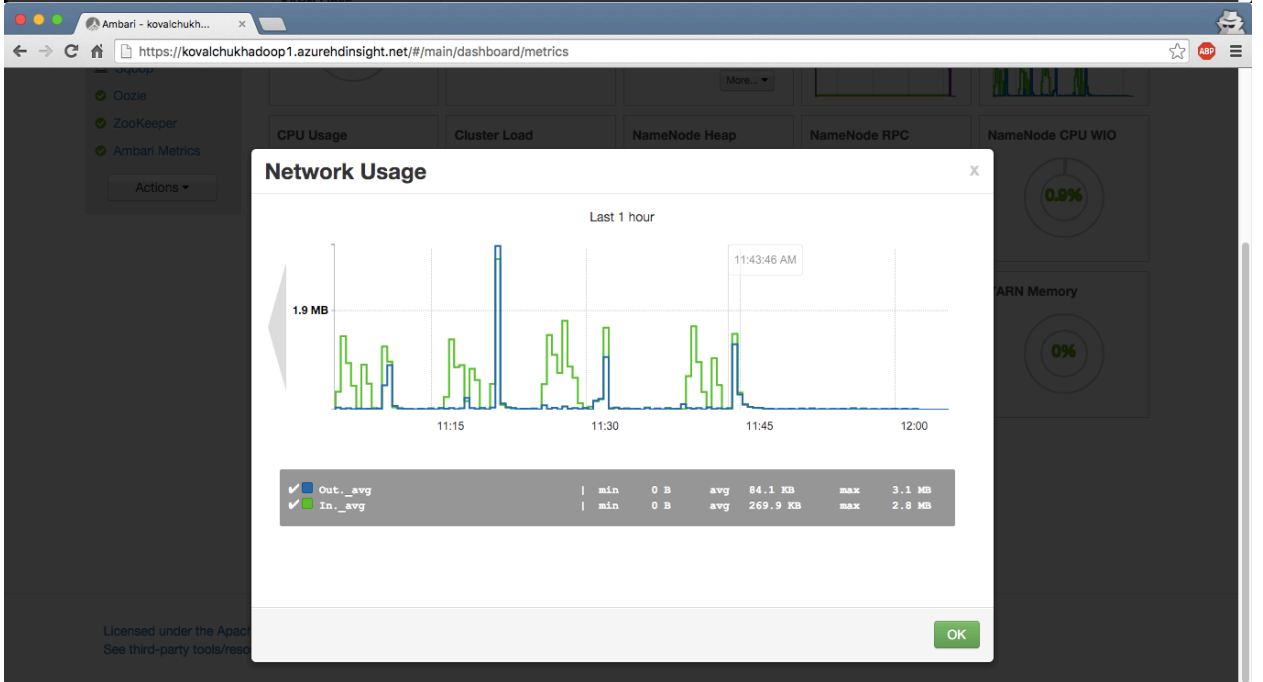 Ambari - kovalchukh... ×
https://kovalchukhadoop1.azurehdinsight.net/#/main/dashboard/metrics
ABP
Sqoop
More...
Oozie
ZooKeeper
Ambari Metrics
Actions
CPU Usage
Cluster Load
NameNode Heap
NameNode RPC
NameNode CPU WIO
0.9%
YARN Memory
0%
Network Usage
x
Last 1 hour
11:43:46 AM
1.9 MB
11:15 11:30 11:45 12:00
Out._avg | min 0 B avg 84.1 KB max 3.1 MB
In._avg | min 0 B avg 269.9 KB max 2.8 MB
OK
Licensed under the Apac
See third-party tools/reso